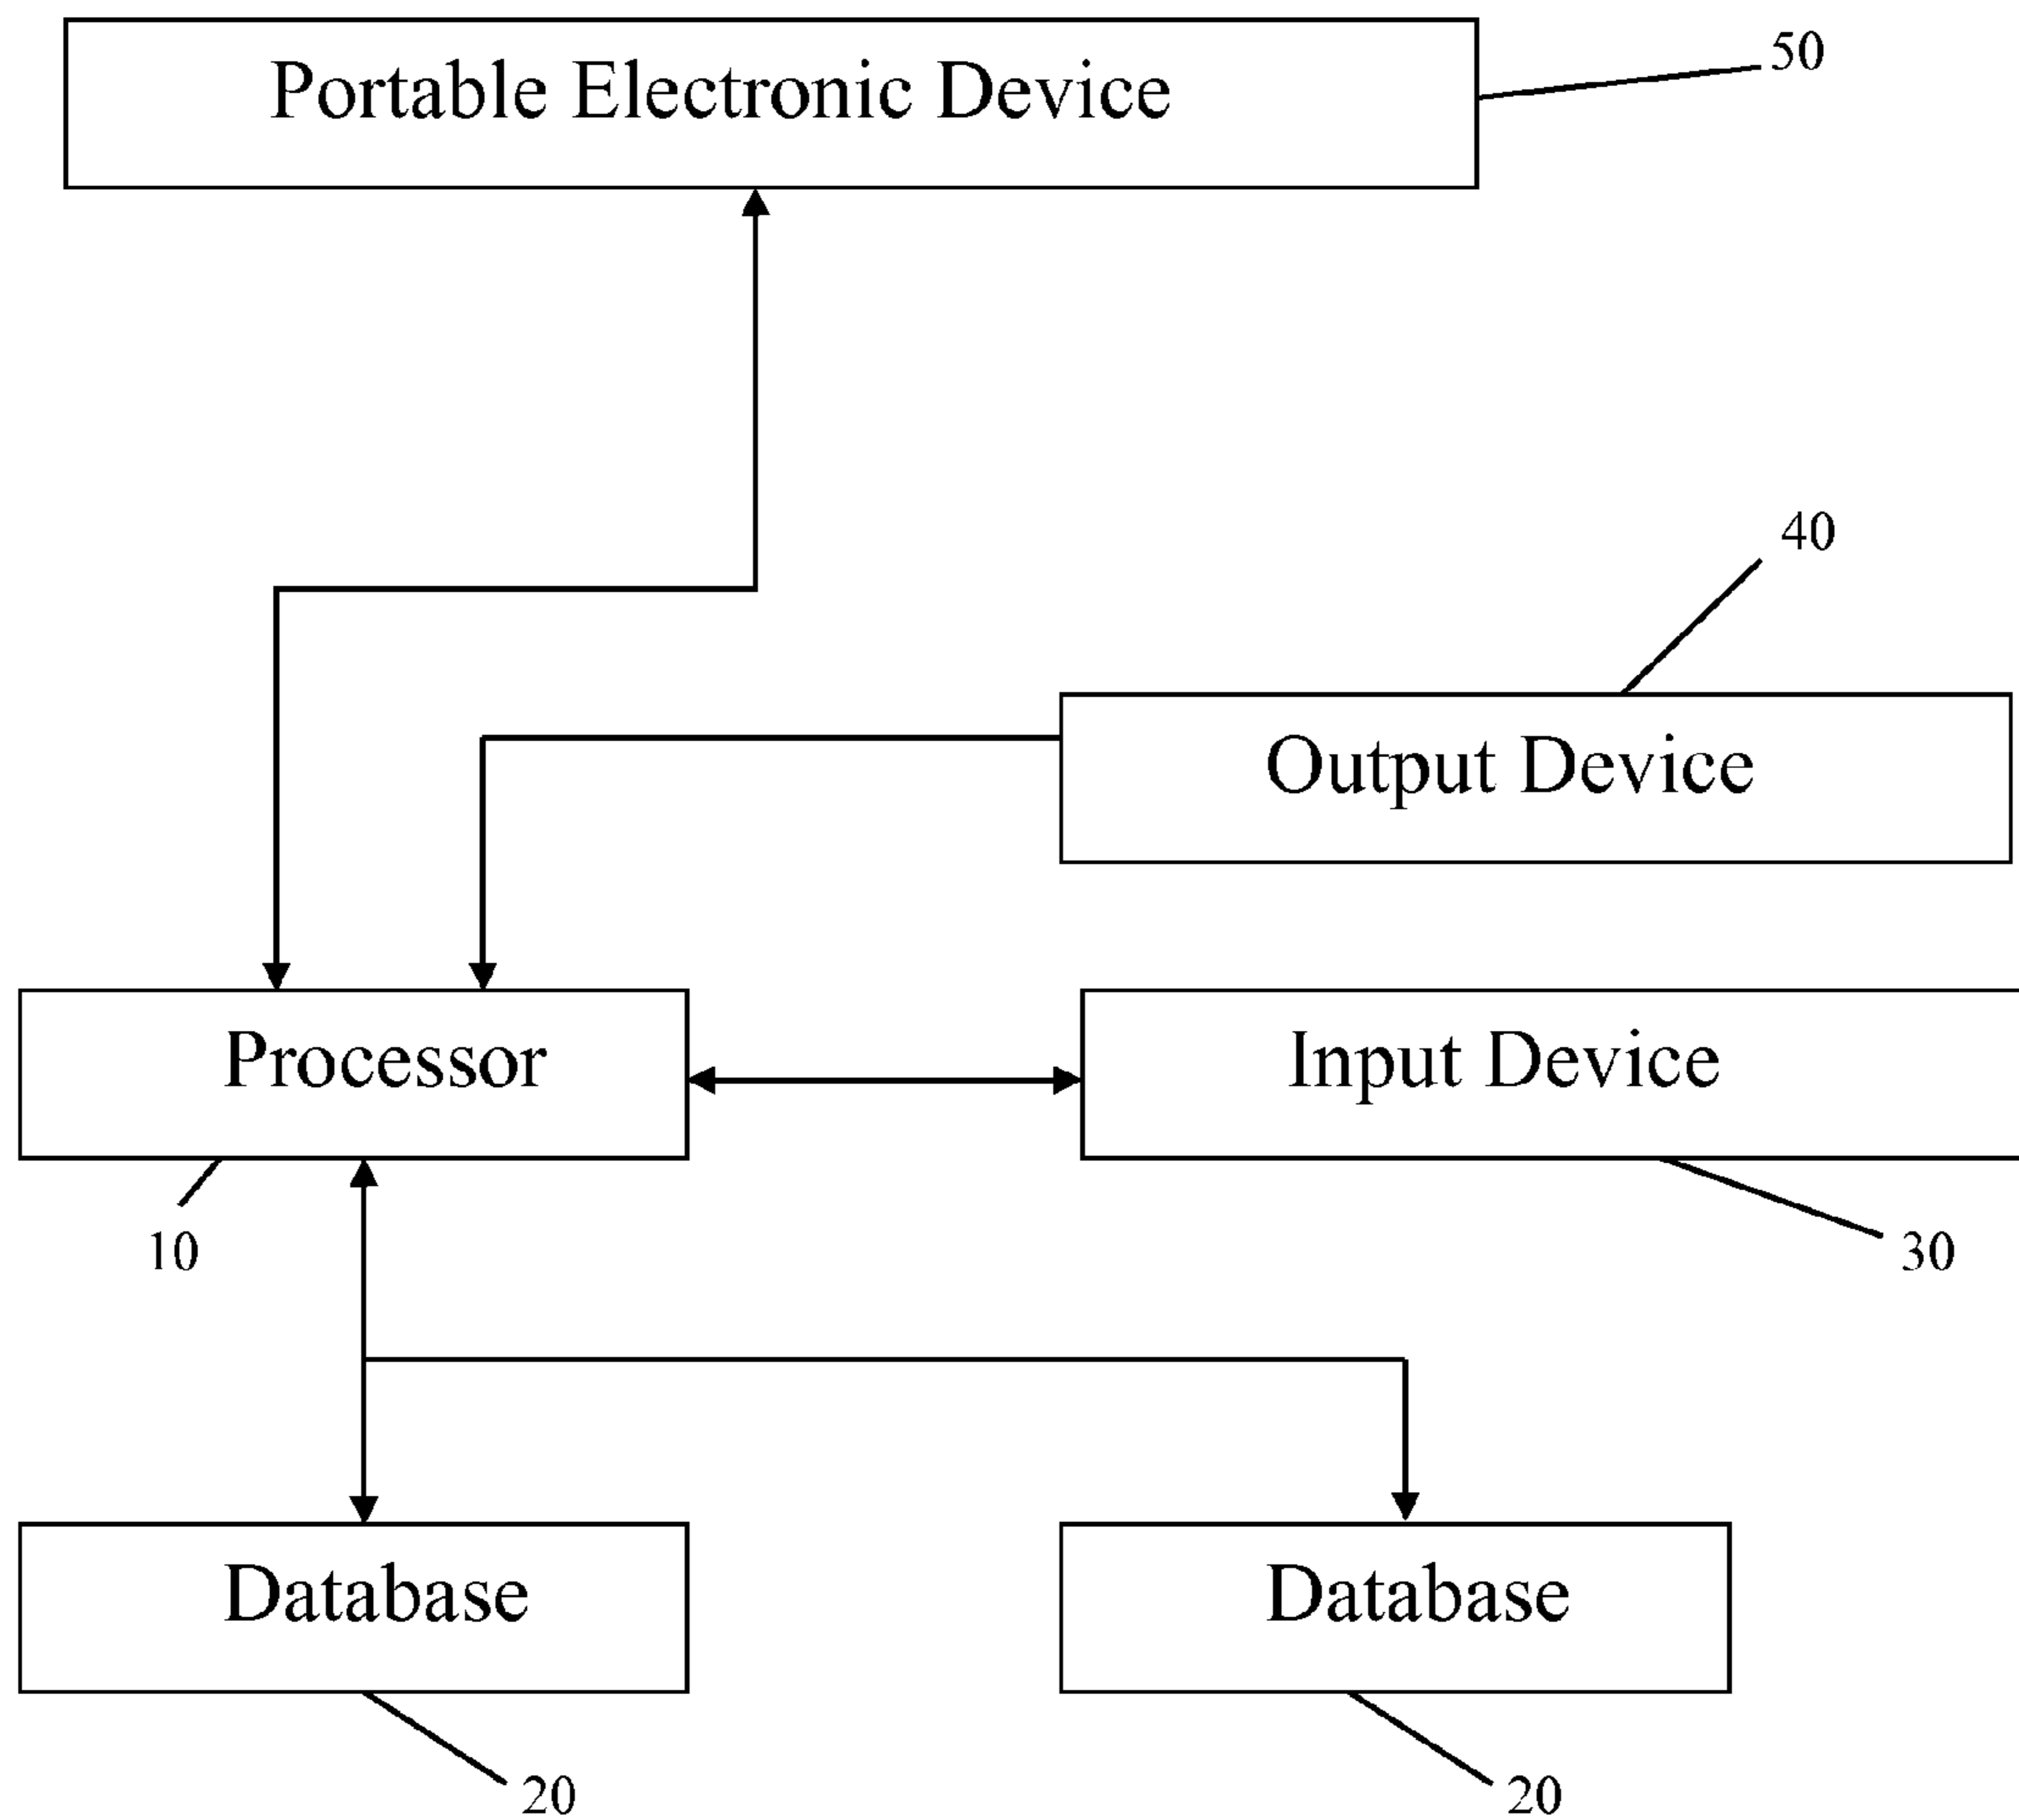 Portable Electronic Device
50
40
Output Device
Processor
Input Device
10
30
Database
Database
20
20